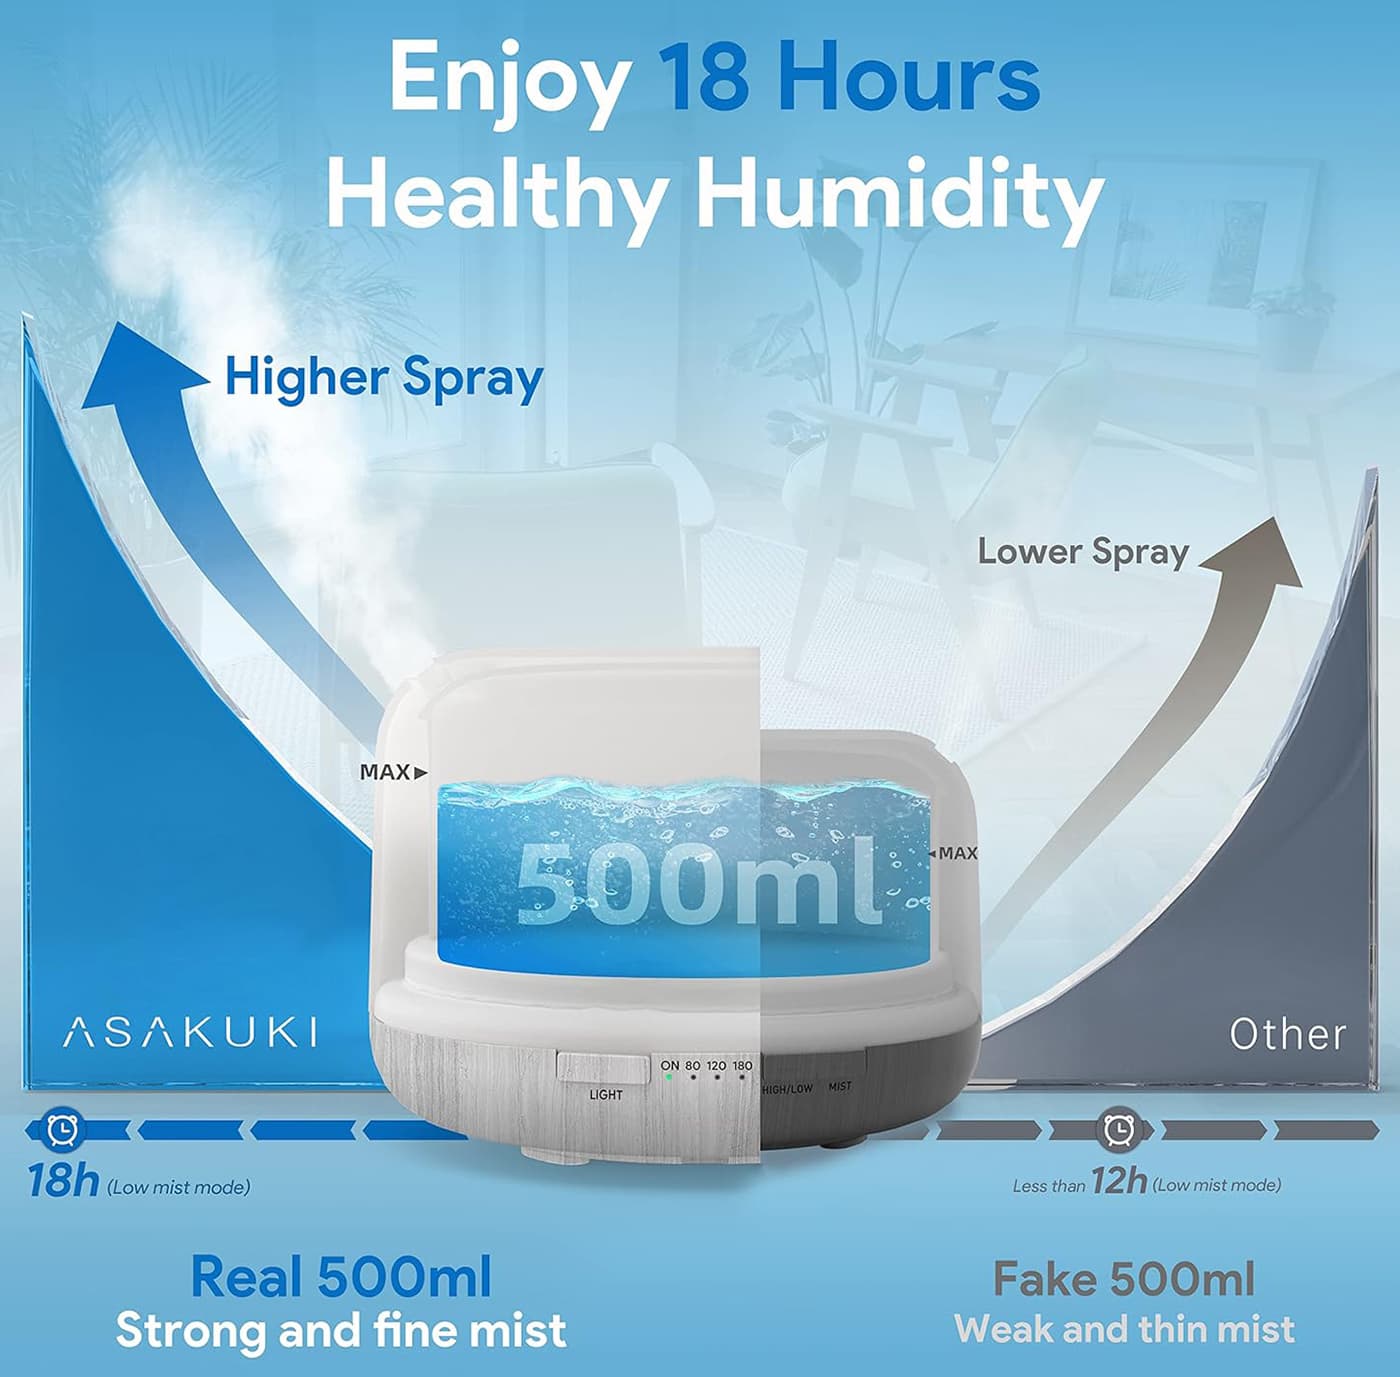 Enjoy 18 Hours
Healthy Humidity
Higher Spray
Lower Spray
MAX
500ml
MAX
ASAKUKI
Other
ON 80 120 180
LIGHT
HIGH/LOW MIST
18h (Low mist mode)
Less than 12h (Low mist mode)
Real 500ml
Strong and fine mist
Fake 500ml
Weak and thin mist